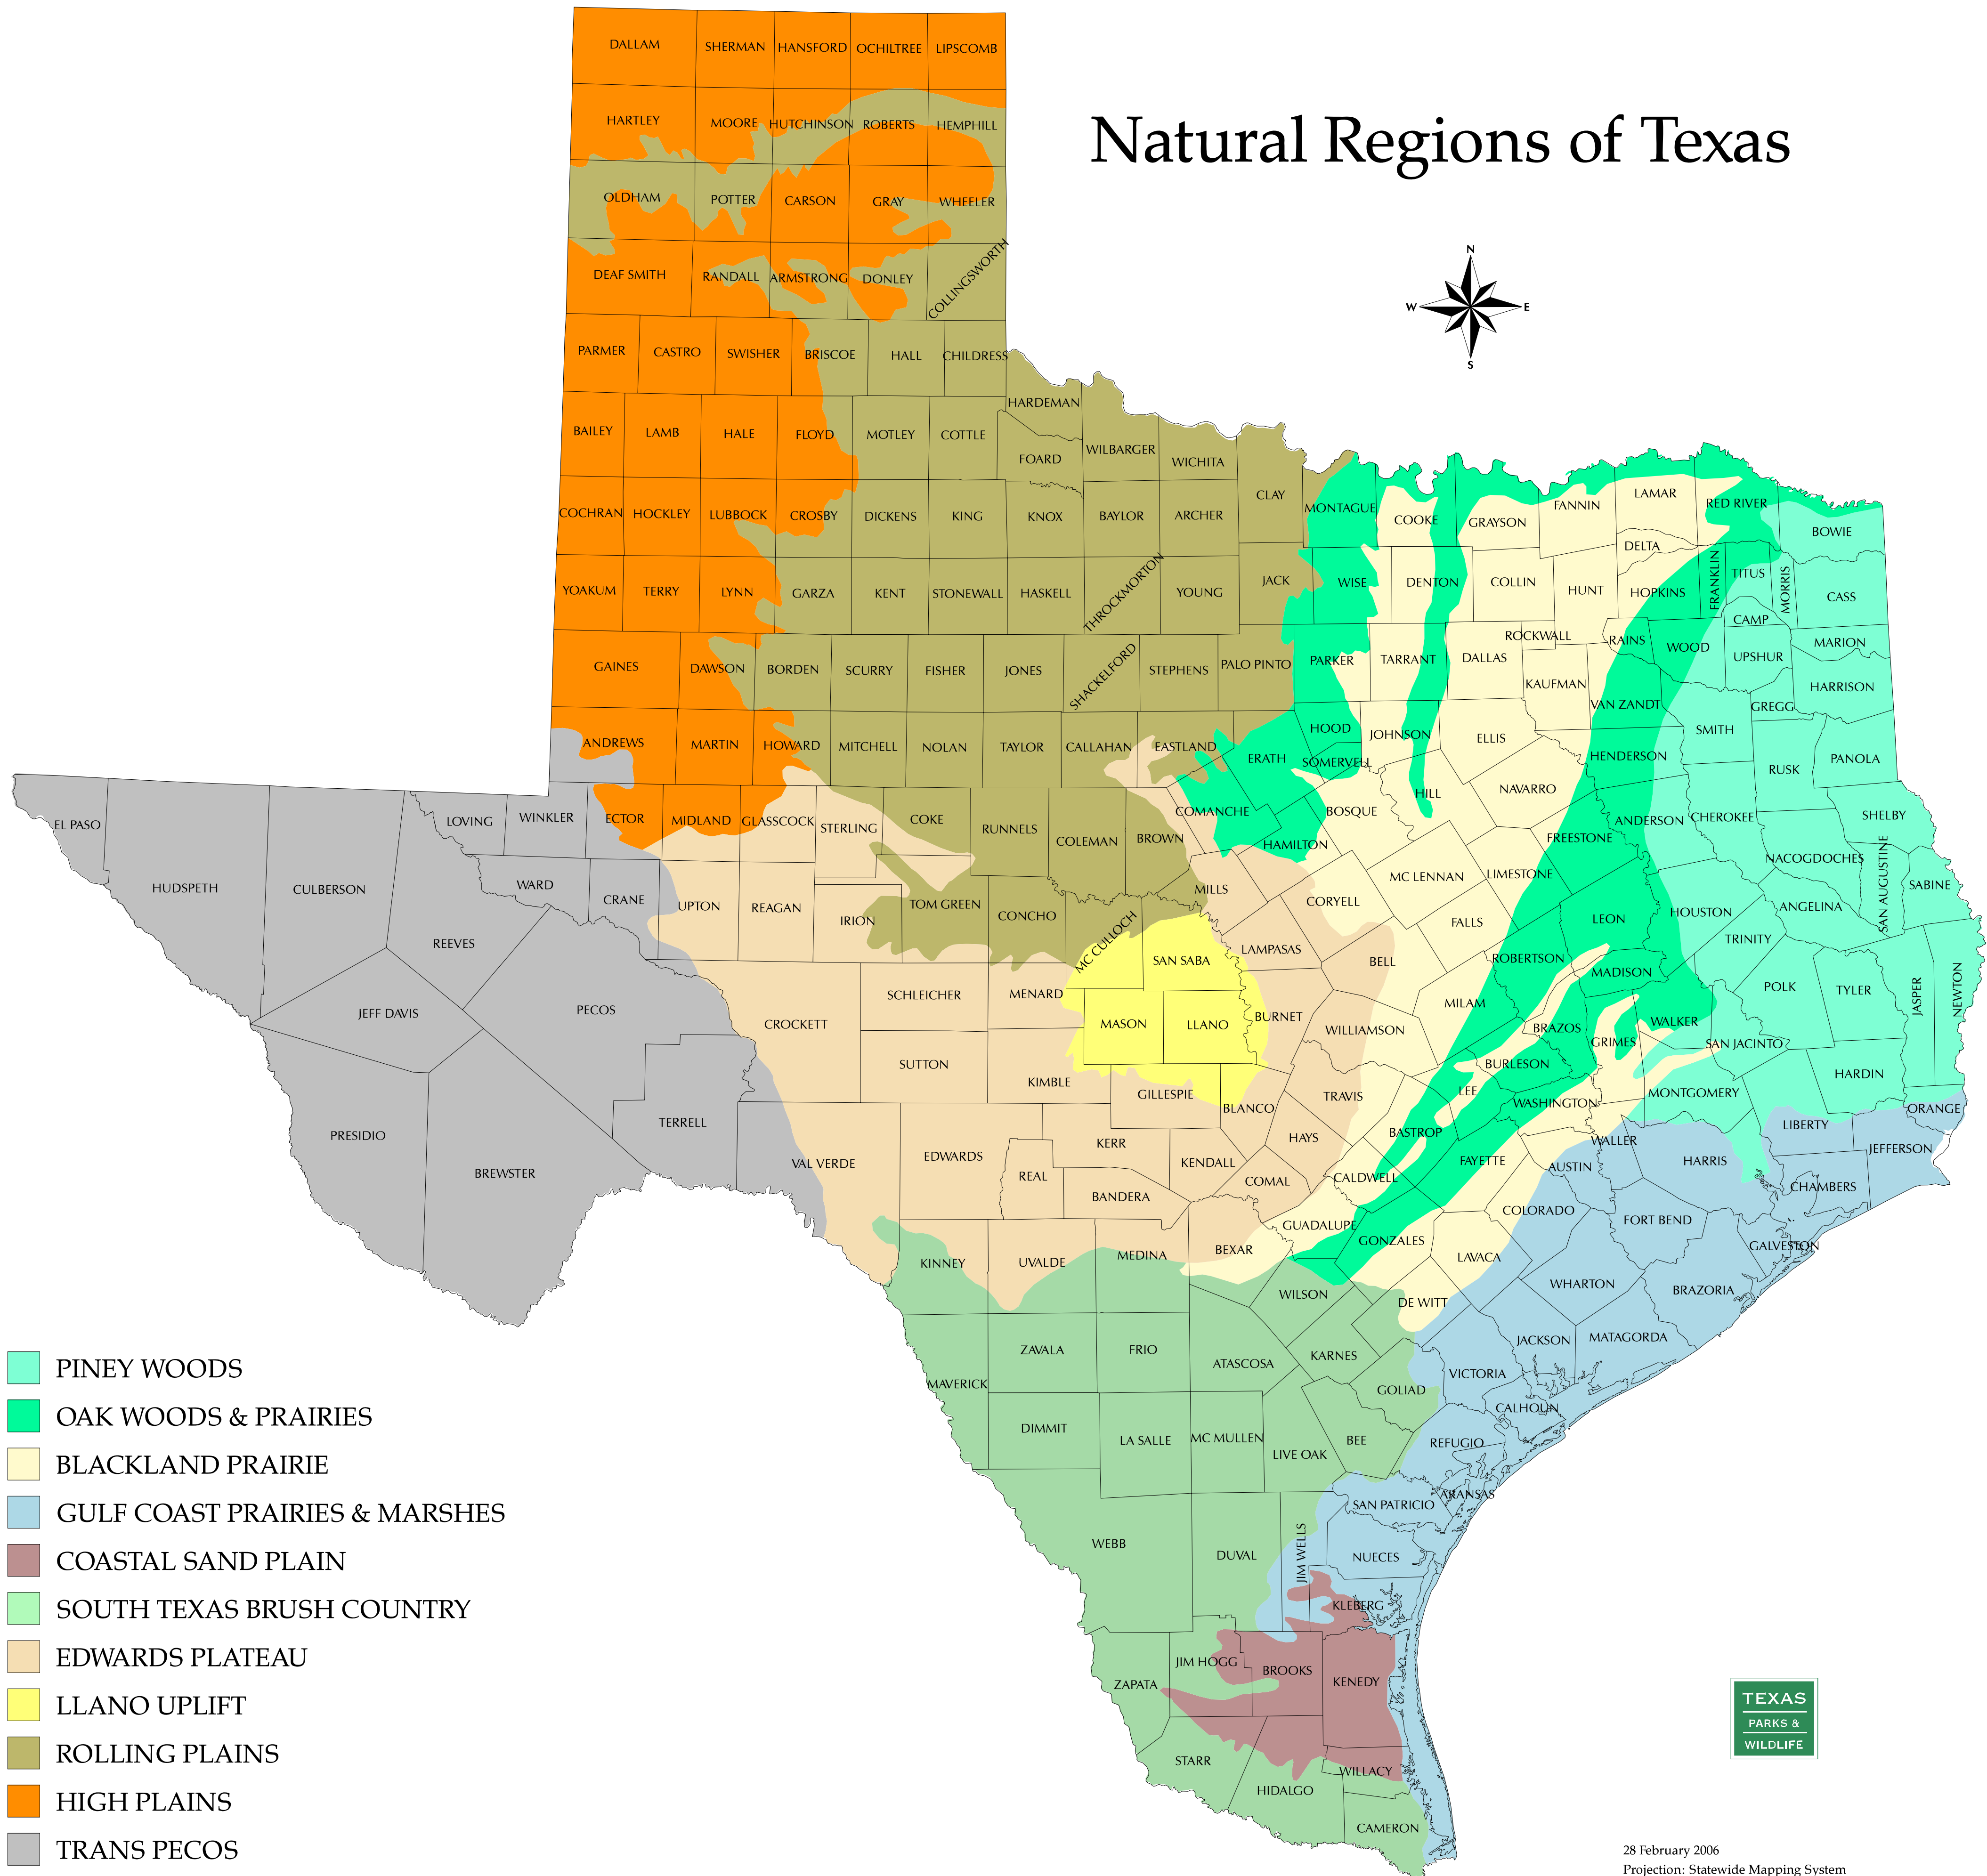 Natural Regions of Texas
N
W E
S
DALLAM SHERMAN HANSFORD OCHILTREE LIPSCOMB
HARTLEY MOORE HUTCHINSON ROBERTS HEMPHILL
OLDHAM POTTER CARSON GRAY WHEELER
DEAF SMITH RANDALL ARMSTRONG DONLEY COLLINGSWORTH
PARMER CASTRO SWISHER BRISCOE HALL CHILDRESS
HARDEMAN
BAILEY LAMB HALE FLOYD MOTLEY COTTLE FOARD WILBARGER WICHITA
COCHRAN HOCKLEY LUBBOCK CROSBY DICKENS KING KNOX BAYLOR ARCHER CLAY MONTAGUE COOKE GRAYSON FANNIN LAMAR RED RIVER BOWIE
DELTA
YOAKUM TERRY LYNN GARZA KENT STONEWALL HASKELL THROCKMORTON YOUNG JACK WISE DENTON COLLIN HUNT HOPKINS FRANKLIN TITUS MORRIS CASS
CAMP
GAINES DAWSON BORDEN SCURRY FISHER JONES SHACKELFORD STEPHENS PALO PINTO PARKER TARRANT DALLAS ROCKWALL RAINS WOOD UPSHUR MARION
KAUFMAN VAN ZANDT GREGG HARRISON
ANDREWS MARTIN HOWARD MITCHELL NOLAN TAYLOR CALLAHAN EASTLAND ERATH HOOD SOMERVELL JOHNSON ELLIS HENDERSON SMITH RUSK PANOLA
EL PASO LOVING WINKLER ECTOR MIDLAND GLASSCOCK STERLING COKE RUNNELS COLEMAN BROWN COMANCHE HAMILTON BOSQUE HILL NAVARRO FREESTONE ANDERSON CHEROKEE SHELBY
HUDSPETH CULBERSON WARD CRANE UPTON REAGAN IRION TOM GREEN CONCHO MC CULLOCH MILLS CORYELL MC LENNAN LIMESTONE NACOGDOCHES SAN AUGUSTINE SABINE
REEVES SAN SABA LAMPASAS BELL FALLS ROBERTSON LEON HOUSTON ANGELINA TRINITY
JEFF DAVIS PECOS CROCKETT SCHLEICHER MENARD MASON LLANO BURNET WILLIAMSON MILAM BRAZOS MADISON GRIMES WALKER SAN JACINTO POLK TYLER JASPER NEWTON
SUTTON KIMBLE GILLESPIE BLANCO TRAVIS LEE BURLESON WASHINGTON MONTGOMERY HARDIN
PRESIDIO BREWSTER TERRELL VAL VERDE EDWARDS REAL KERR KENDALL HAYS BASTROP FAYETTE AUSTIN WALLER HARRIS LIBERTY ORANGE JEFFERSON CHAMBERS
BANDERA COMAL CALDWELL COLORADO FORT BEND GALVESTON
KINNEY UVALDE MEDINA BEXAR GUADALUPE GONZALES LAVACA WHARTON BRAZORIA
WILSON DE WITT
MAVERICK ZAVALA FRIO ATASCOSA KARNES GOLIAD VICTORIA JACKSON MATAGORDA
DIMMIT LA SALLE MC MULLEN LIVE OAK BEE REFUGIO CALHOUN
WEBB DUVAL JIM WELLS SAN PATRICIO ARANSAS
NUECES
KLEBERG
ZAPATA JIM HOGG BROOKS KENEDY
STARR HIDALGO WILLACY
CAMERON
PINEY WOODS
OAK WOODS & PRAIRIES
BLACKLAND PRAIRIE
GULF COAST PRAIRIES & MARSHES
COASTAL SAND PLAIN
SOUTH TEXAS BRUSH COUNTRY
EDWARDS PLATEAU
LLANO UPLIFT
ROLLING PLAINS
HIGH PLAINS
TRANS PECOS
TEXAS
PARKS &
WILDLIFE
28 February 2006
Projection: Statewide Mapping System